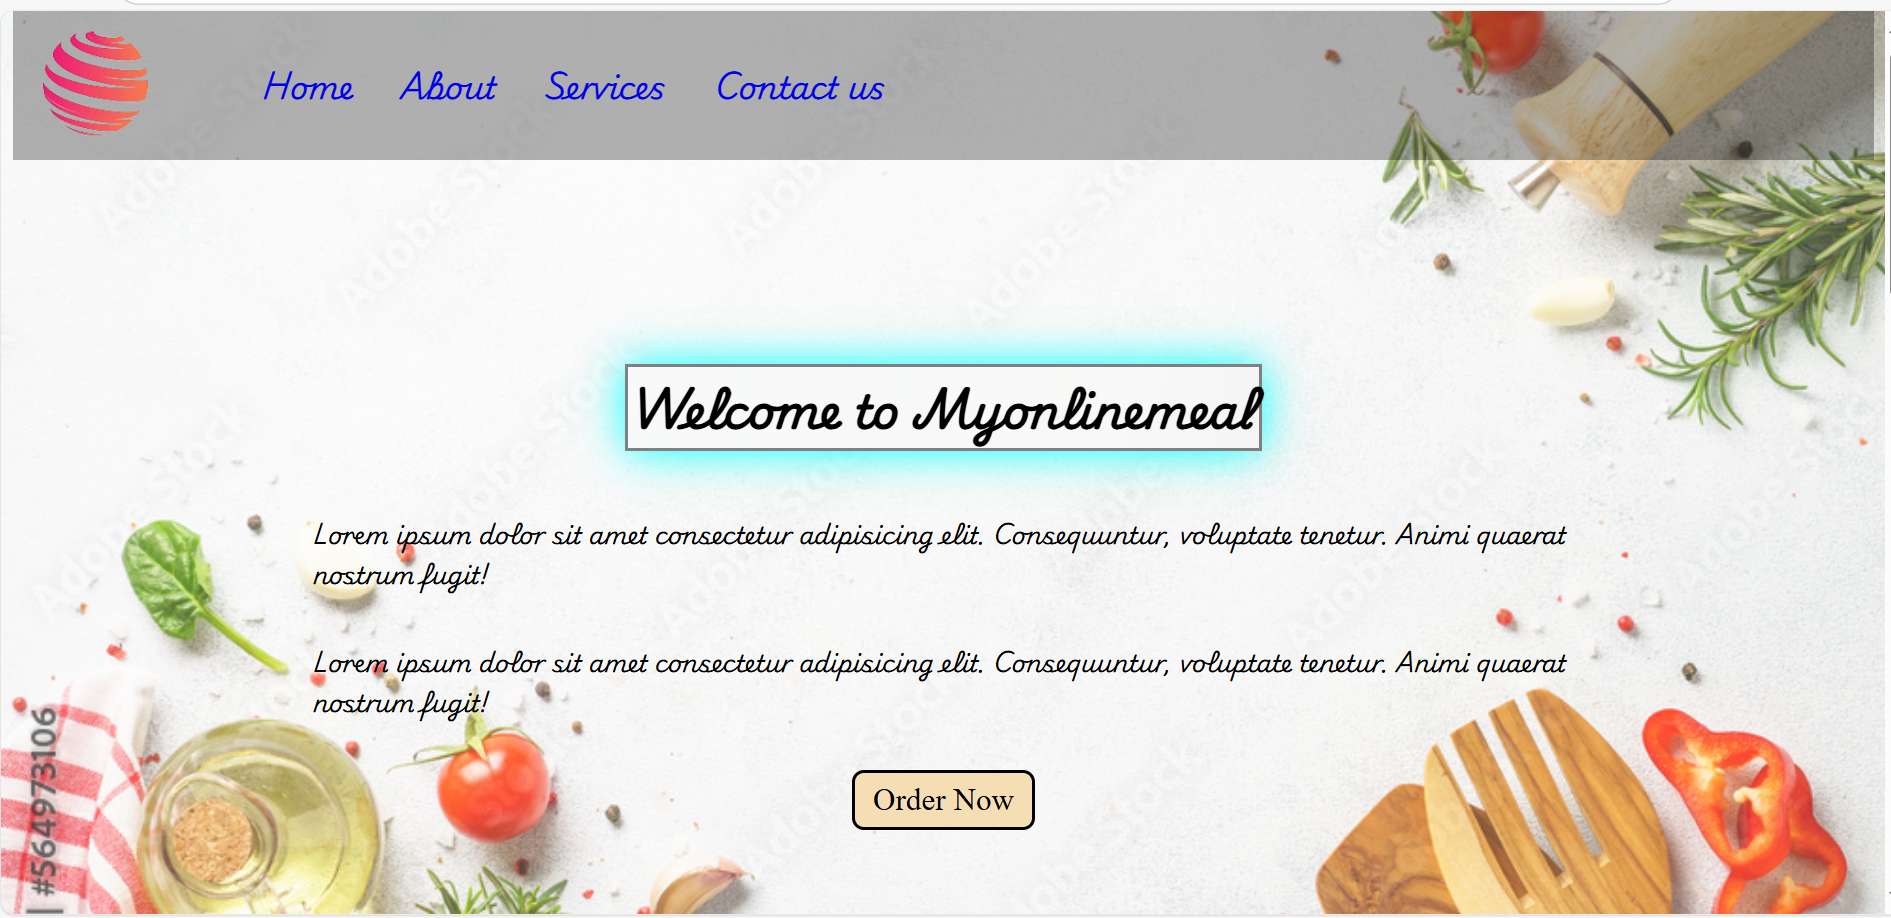 Home About Services Contact us
Welcome to Myonlinemeal
Lorem ipsum dolor sit amet consectetur adipisicing elit. Consequuntur, voluptate tenetur. Animi quaerat
nostrum fugit!
Lorem ipsum dolor sit amet consectetur adipisicing elit. Consequuntur, voluptate tenetur. Animi quaerat
nostrum fugit!
Order Now
| #564973106
Adobe Stock